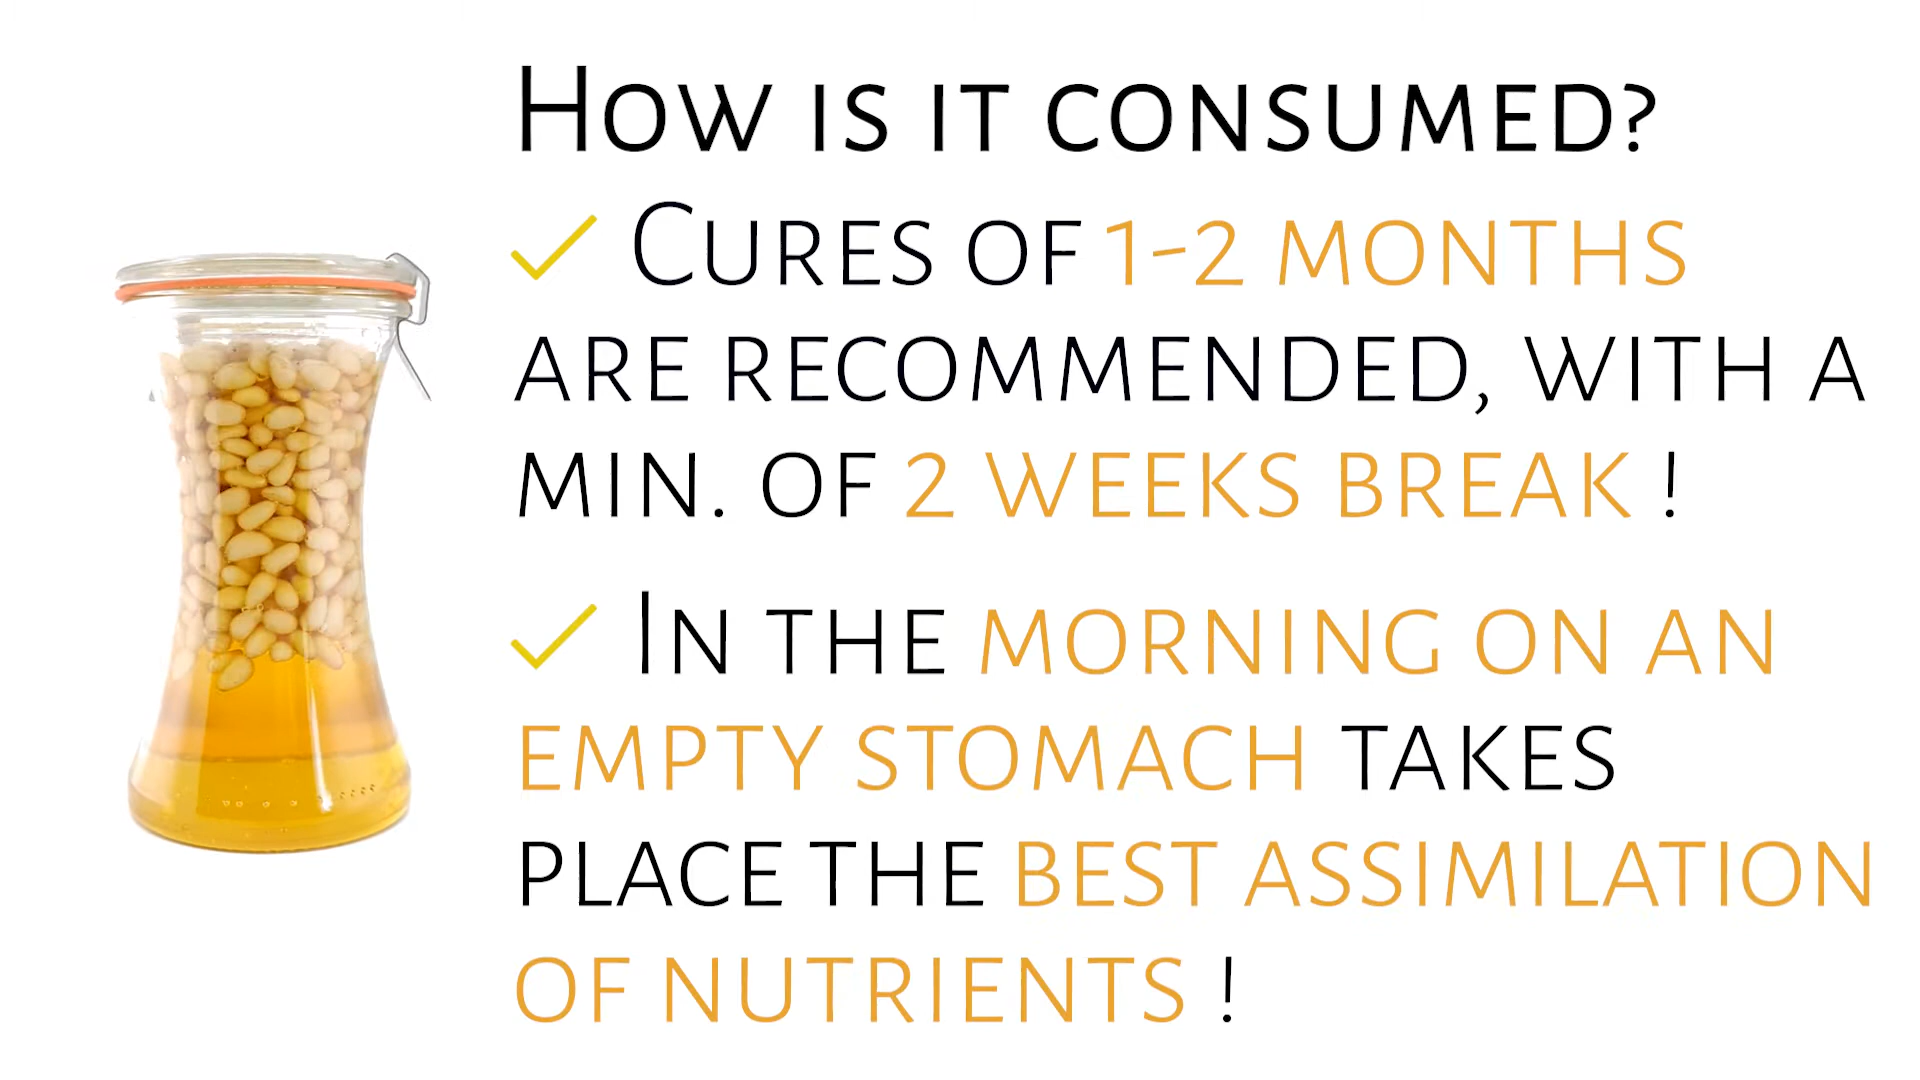 How is it consumed?
Cures of 1-2 months
are recommended, with a
min. of 2 weeks break !
In the morning on an
empty stomach takes
place the best assimilation
of nutrients !